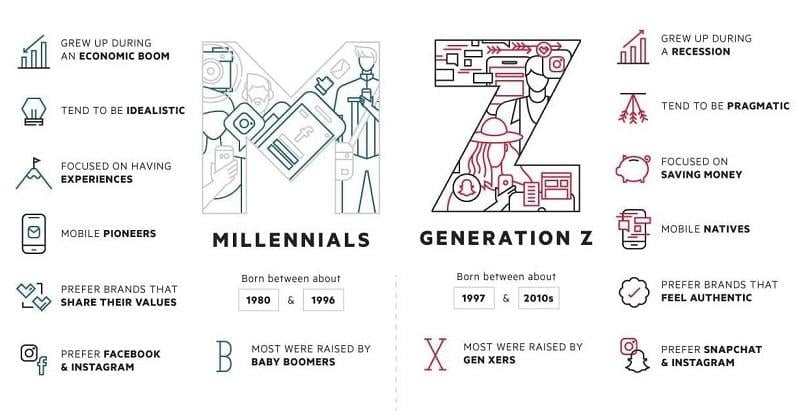 GREW UP DURING
AN ECONOMIC BOOM
TEND TO BE IDEALISTIC
FOCUSED ON HAVING
EXPERIENCES
MOBILE PIONEERS
PREFER BRANDS THAT
SHARE THEIR VALUES
PREFER FACEBOOK
& INSTAGRAM
MILLENNIALS
Born between about
1980 & 1996
B
MOST WERE RAISED BY
BABY BOOMERS
GENERATION Z
Born between about
1997 & 2010s
X
MOST WERE RAISED BY
GEN XERS
GREW UP DURING
A RECESSION
TEND TO BE PRAGMATIC
FOCUSED ON
SAVING MONEY
MOBILE NATIVES
PREFER BRANDS THAT
FEEL AUTHENTIC
PREFER SNAPCHAT
& INSTAGRAM